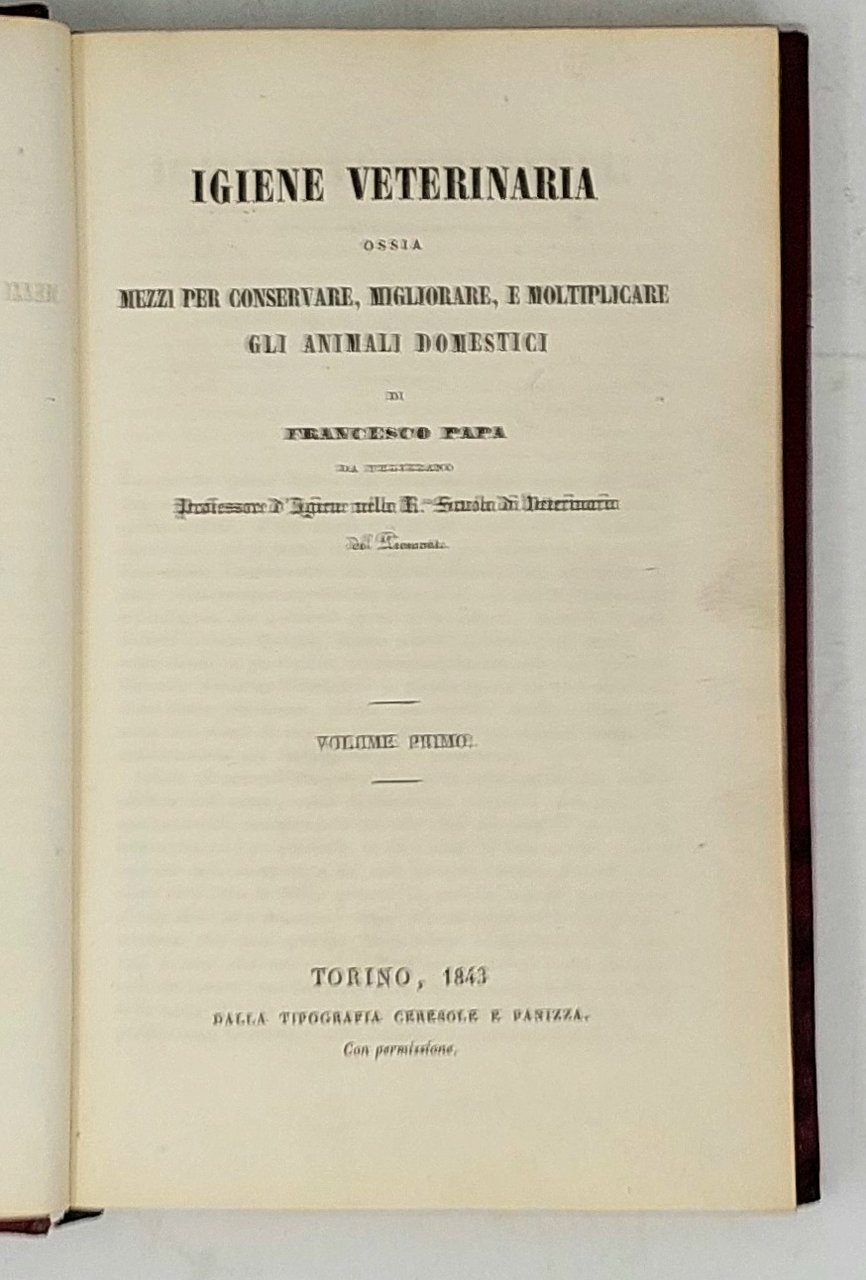 IGIENE VETERINARIA
OSSIA
MEZZI PER CONSERVARE, MIGLIORARE, E MOLTIPLICARE
GLI ANIMALI DOMESTICI
DI
FRANCESCO PAPA
DA FELIZZANO
Professore d'Igiene nella R. Scuola di Veterinaria
del Piemonte.
VOLUME PRIMO.
TORINO, 1843
DALLA TIPOGRAFIA CERESOLE E PANIZZA.
Con permissione.